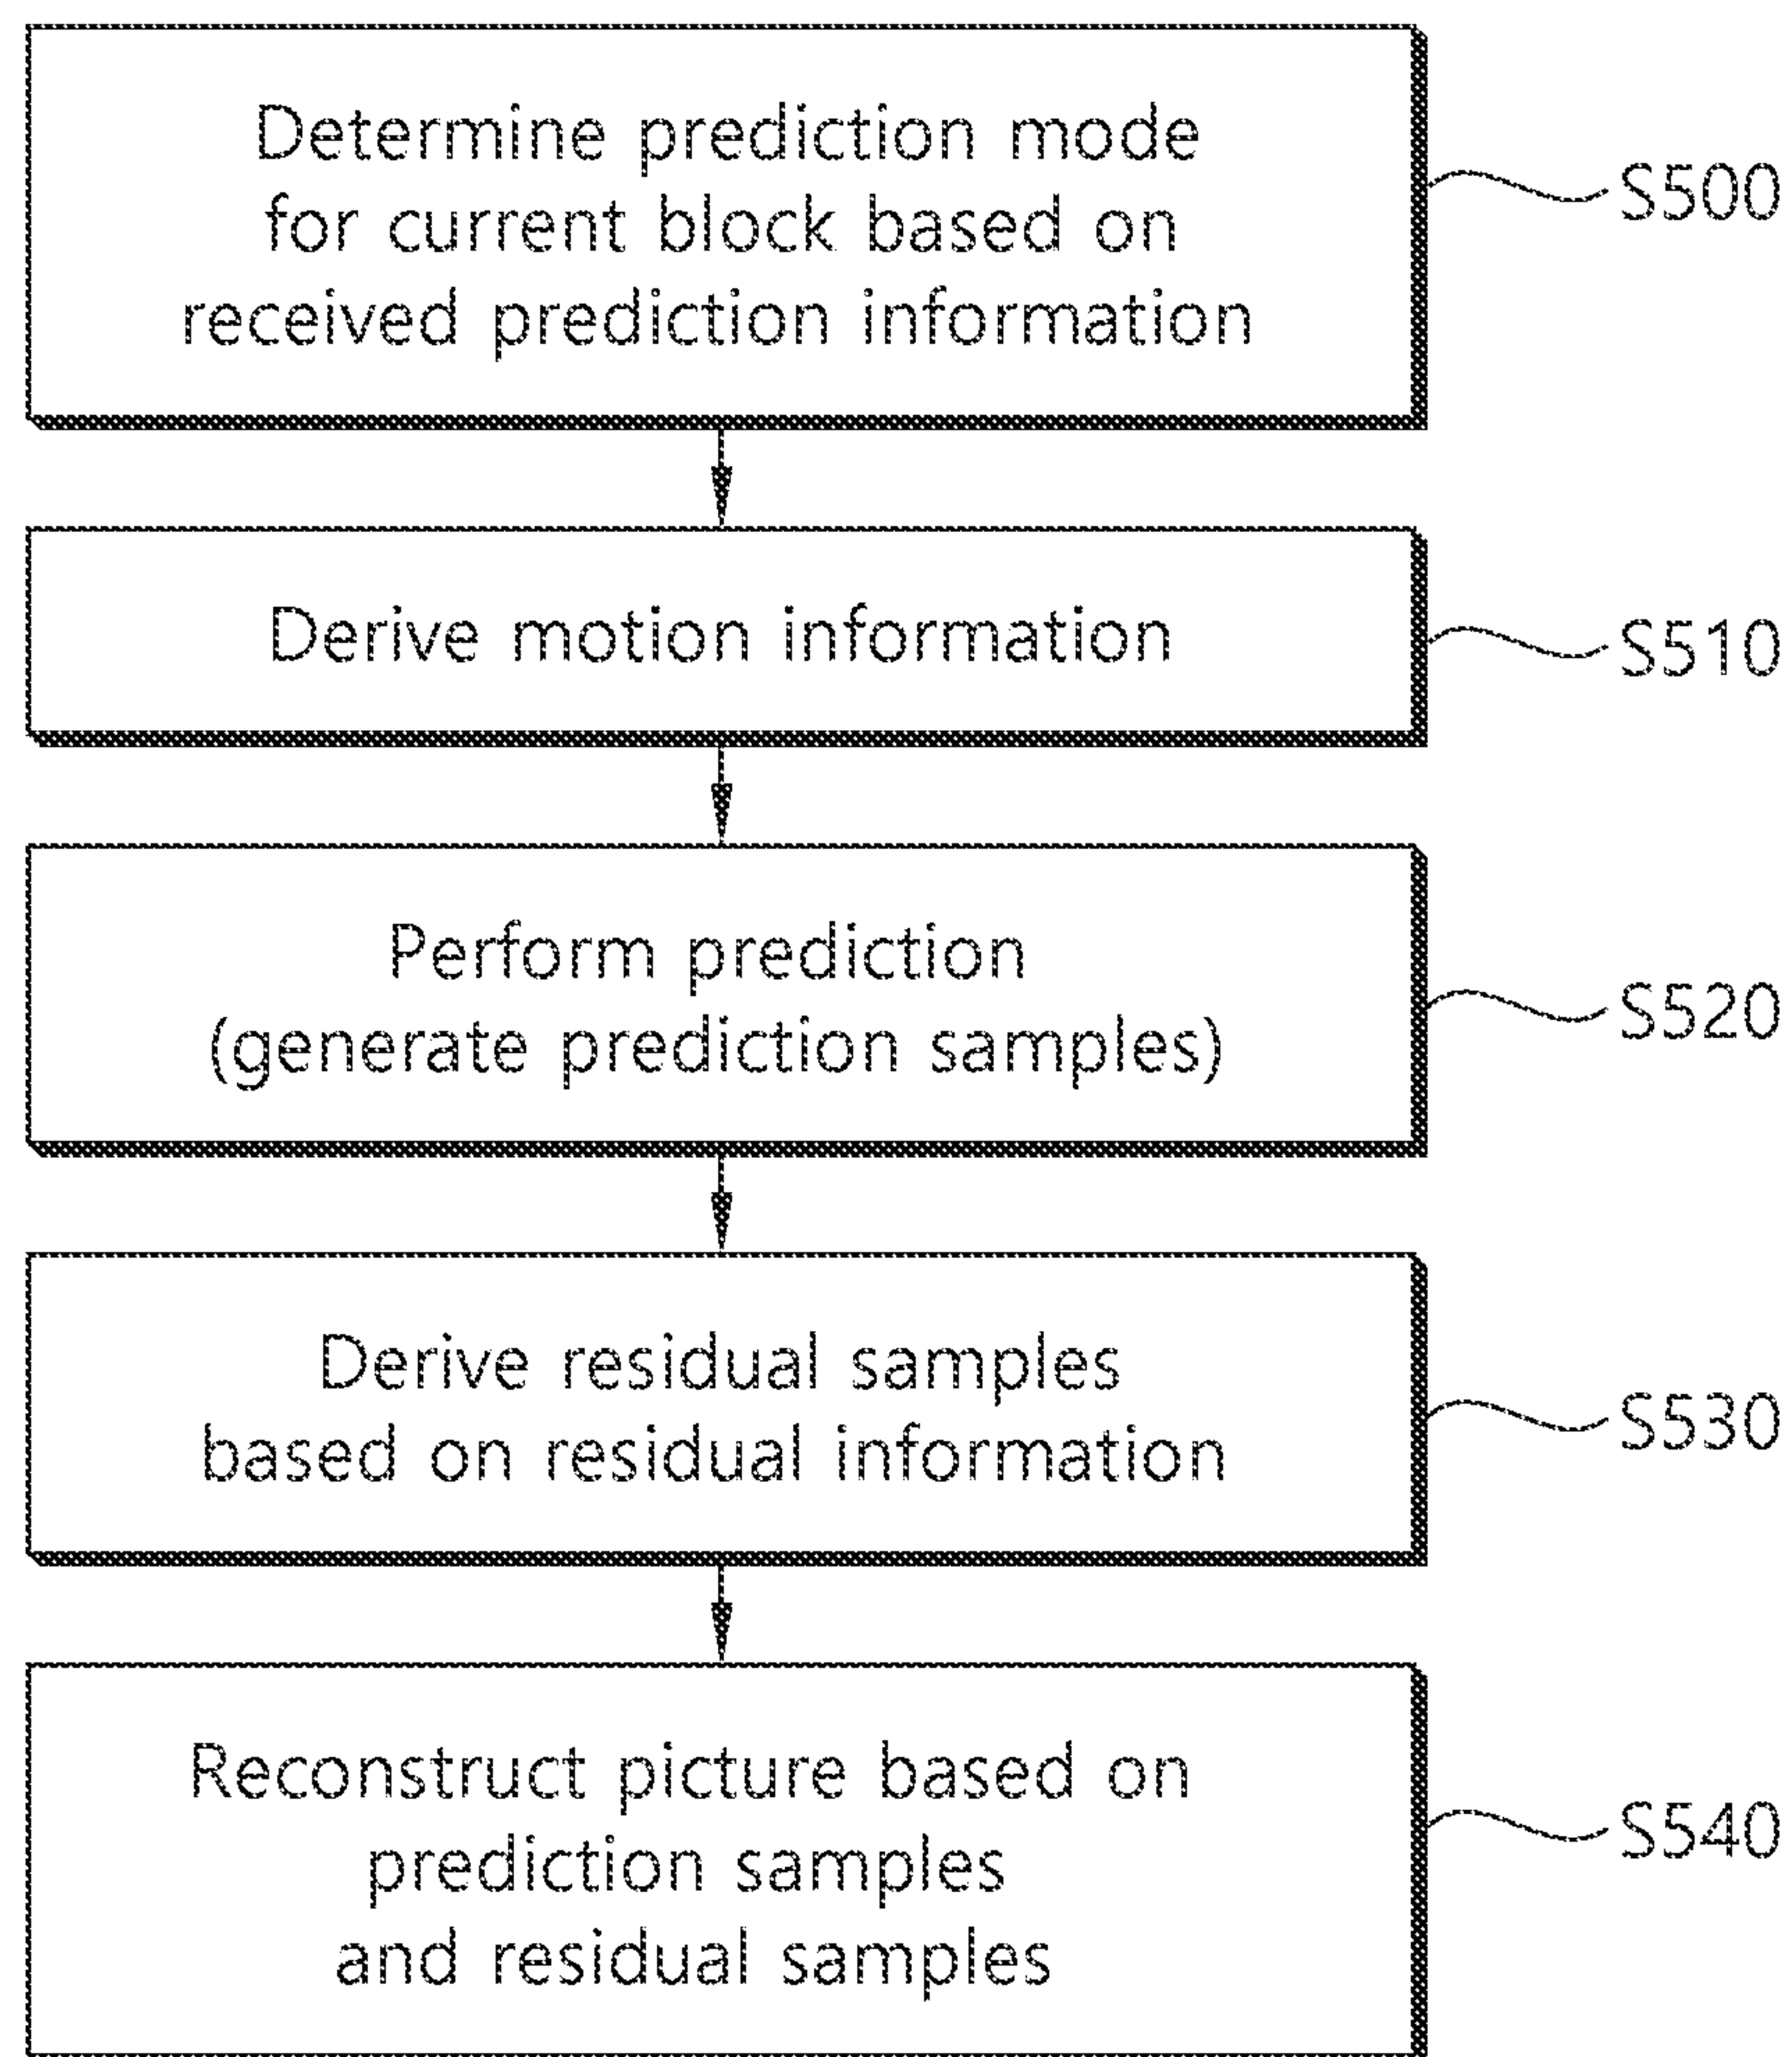 Determine prediction mode
for current block based on
received prediction information
S500
Derive motion information
S510
Perform prediction
(generate prediction samples)
S520
Derive residual samples
based on residual information
S530
Reconstruct picture based on
prediction samples
and residual samples
S540